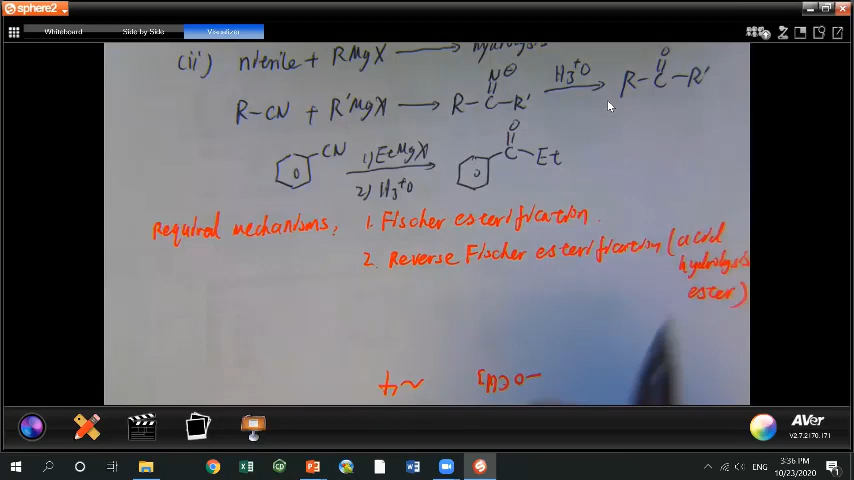 sphere2
Whiteboard
Side by Side
Visualizer
(ii) nitrile + RMgX → hydrolysis
R-CN + R'MgX → R-C-R' H3+O → R-C-R'
N⊖
O
CN 1) EtMgX
2) H3+O
O
C-Et
Required mechanisms, 1. Fischer esterification.
2. Reverse Fischer esterification (acid
hydrolysis
ester)
AVer
V2.7.2170.171
ENG
3:36 PM
10/23/2020